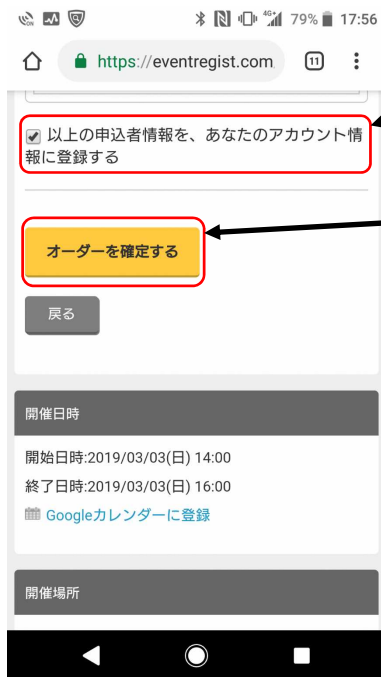 46+ 79% 17:56
https://eventregist.com 11
以上の申込者情報を、あなたのアカウント情
報に登録する
オーダーを確定する
戻る
開催日時
開始日時:2019/03/03(日) 14:00
終了日時:2019/03/03(日) 16:00
Googleカレンダーに登録
開催場所